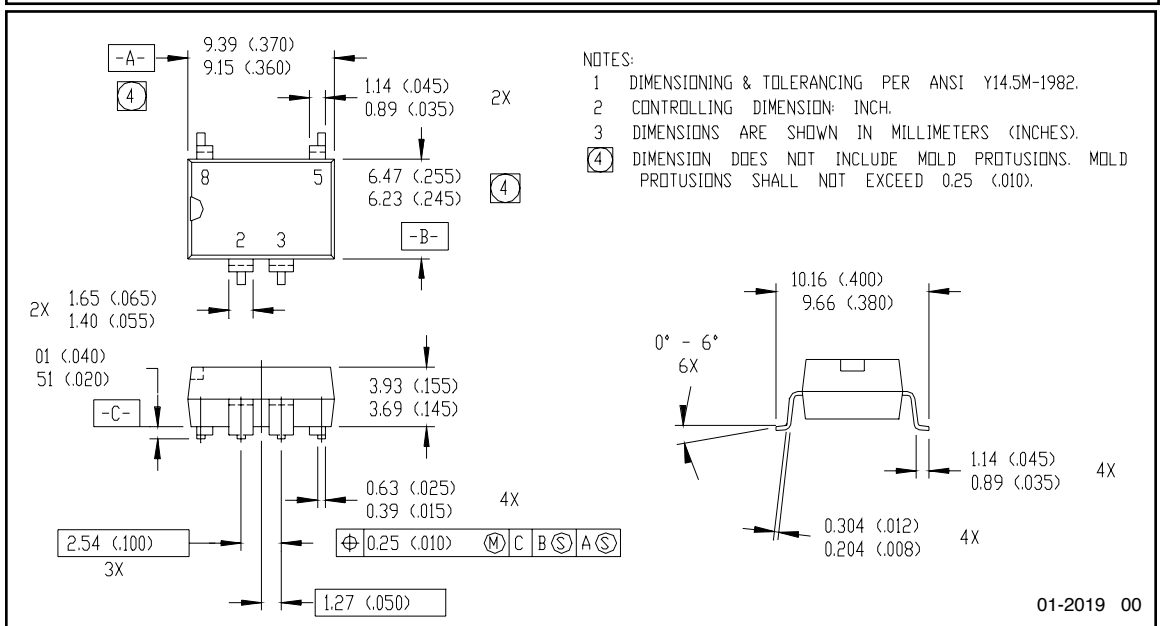 -A-
4
9.39 (.370)
9.15 (.360)
1.14 (.045)
0.89 (.035)
2X
8
5
2
3
6.47 (.255)
6.23 (.245)
4
-B-
2X
1.65 (.065)
1.40 (.055)
NOTES:
1 DIMENSIONING & TOLERANCING PER ANSI Y14.5M-1982.
2 CONTROLLING DIMENSION: INCH.
3 DIMENSIONS ARE SHOWN IN MILLIMETERS (INCHES).
4 DIMENSION DOES NOT INCLUDE MOLD PROTUSIONS. MOLD
PROTUSIONS SHALL NOT EXCEED 0.25 (.010).
01 (.040)
51 (.020)
-C-
3.93 (.155)
3.69 (.145)
0.63 (.025)
0.39 (.015)
4X
2.54 (.100)
3X
⌖ 0.25 (.010) Ⓜ C B Ⓢ A Ⓢ
1.27 (.050)
10.16 (.400)
9.66 (.380)
0° - 6°
6X
1.14 (.045)
0.89 (.035)
4X
0.304 (.012)
0.204 (.008)
4X
01-2019 00